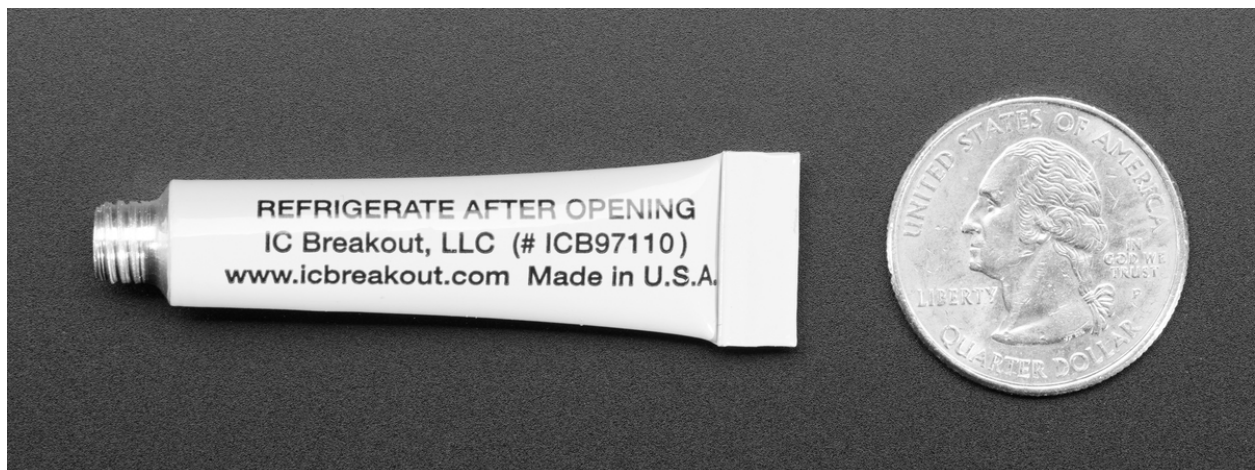 REFRIGERATE AFTER OPENING
IC Breakout, LLC (# ICB97110)
www.icbreakout.com Made in U.S.A.
UNITED STATES OF AMERICA
IN
GOD WE
TRUST
LIBERTY
P
QUARTER DOLLAR